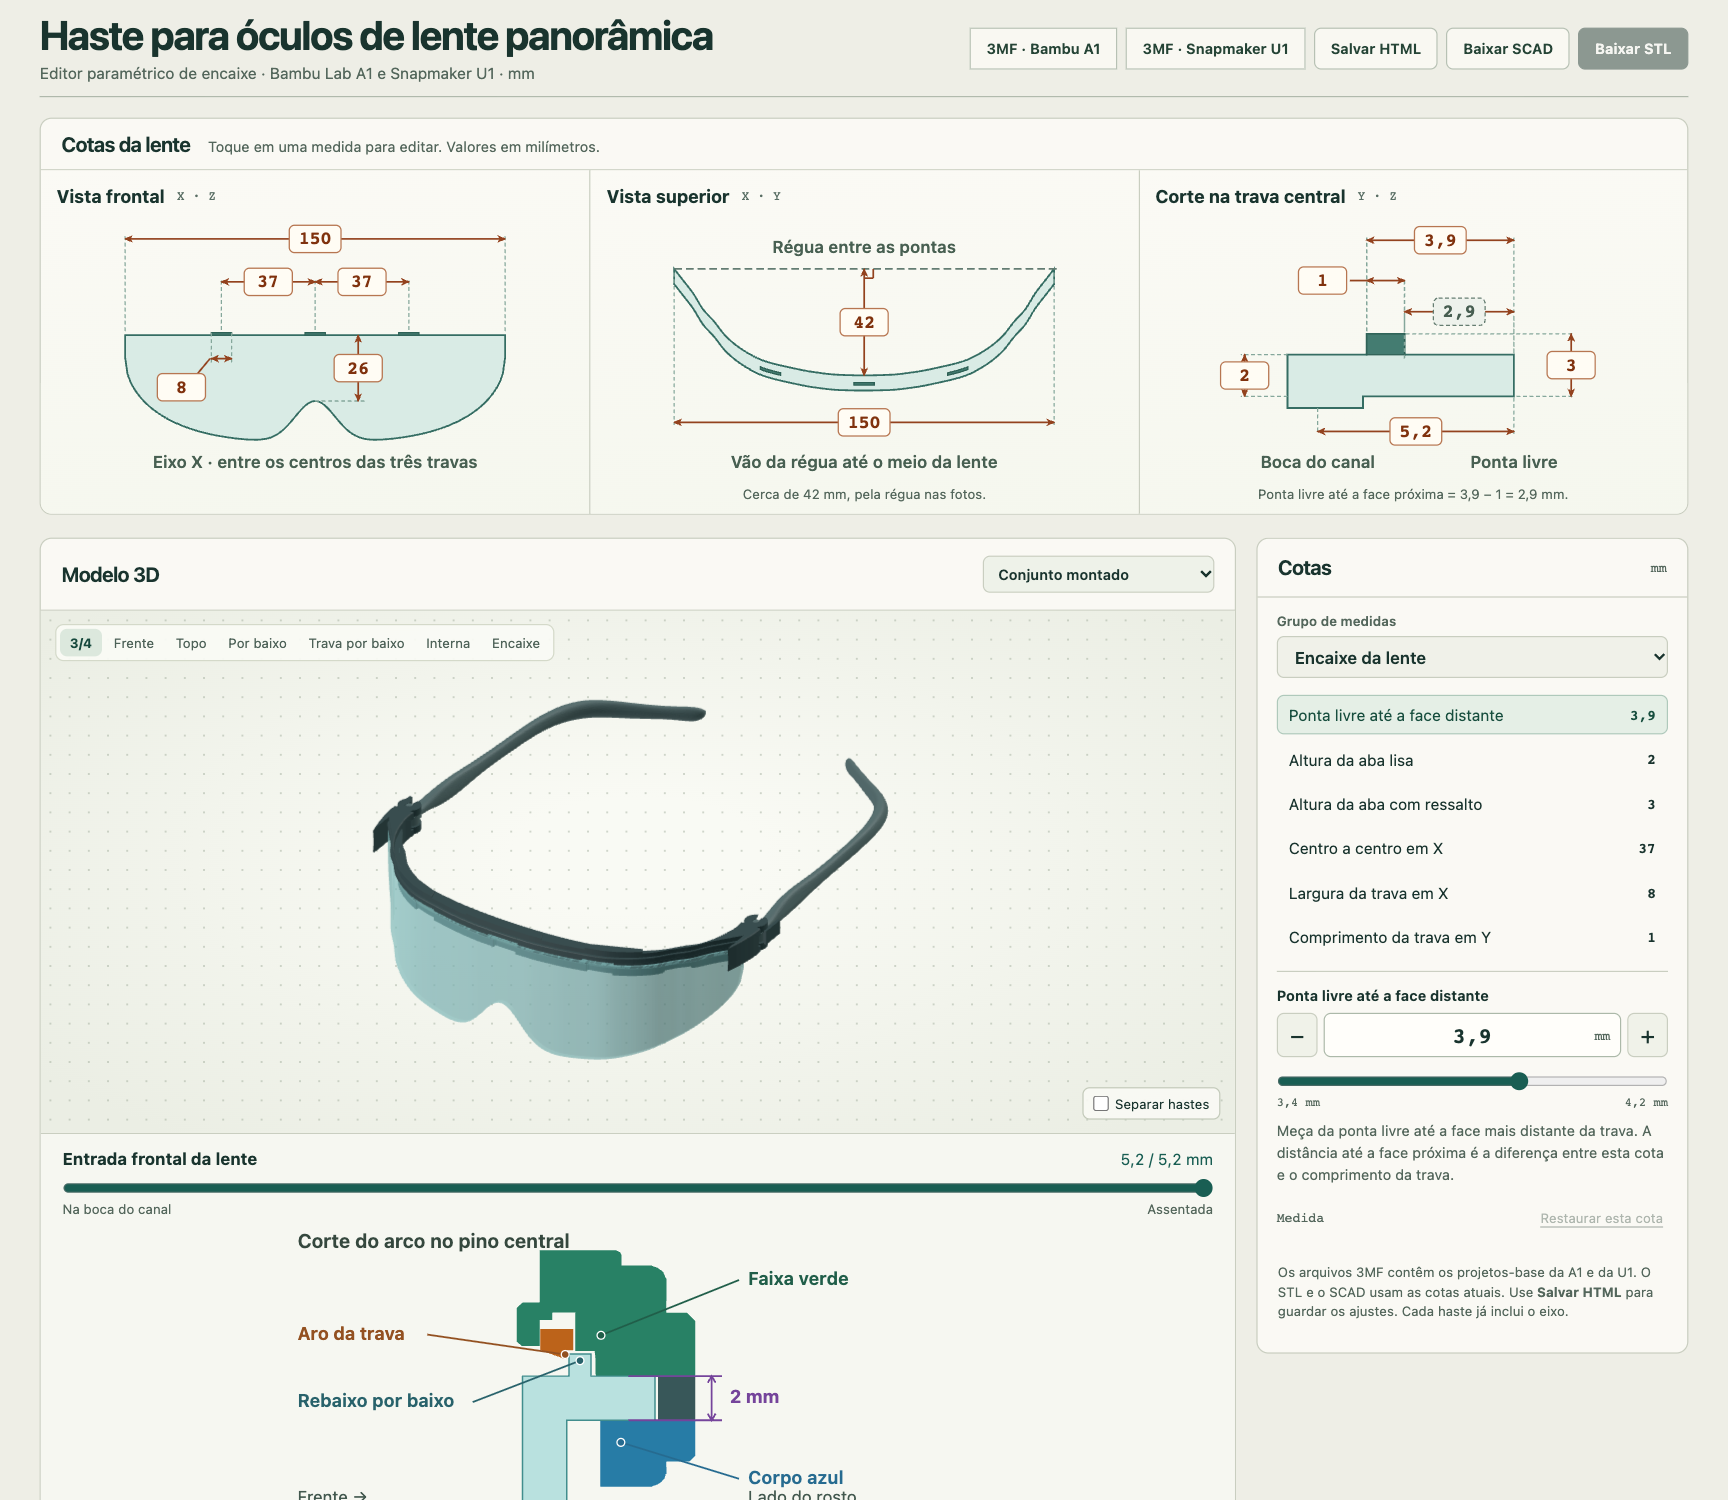 Haste para óculos de lente panorâmica
Editor paramétrico de encaixe · Bambu Lab A1 e Snapmaker U1 · mm
3MF · Bambu A1
3MF · Snapmaker U1
Salvar HTML
Baixar SCAD
Baixar STL
Cotas da lente
Toque em uma medida para editar. Valores em milímetros.
Vista frontal X · Z
150
37
37
8
26
Eixo X · entre os centros das três travas
Vista superior X · Y
Régua entre as pontas
42
150
Vão da régua até o meio da lente
Cerca de 42 mm, pela régua nas fotos.
Corte na trava central Y · Z
3,9
1
2,9
2
3
5,2
Boca do canal
Ponta livre
Ponta livre até a face próxima = 3,9 – 1 = 2,9 mm.
Modelo 3D
Conjunto montado
3/4
Frente
Topo
Por baixo
Trava por baixo
Interna
Encaixe
Separar hastes
Entrada frontal da lente
5,2 / 5,2 mm
Na boca do canal
Assentada
Corte do arco no pino central
Faixa verde
Aro da trava
Rebaixo por baixo
2 mm
Corpo azul
Frente →
Lado do rosto
Cotas
mm
Grupo de medidas
Encaixe da lente
Ponta livre até a face distante 3,9
Altura da aba lisa 2
Altura da aba com ressalto 3
Centro a centro em X 37
Largura da trava em X 8
Comprimento da trava em Y 1
Ponta livre até a face distante
−
3,9 mm
+
3,4 mm
4,2 mm
Meça da ponta livre até a face mais distante da trava. A
distância até a face próxima é a diferença entre esta cota
e o comprimento da trava.
Medida
Restaurar esta cota
Os arquivos 3MF contêm os projetos-base da A1 e da U1. O
STL e o SCAD usam as cotas atuais. Use Salvar HTML para
guardar os ajustes. Cada haste já inclui o eixo.